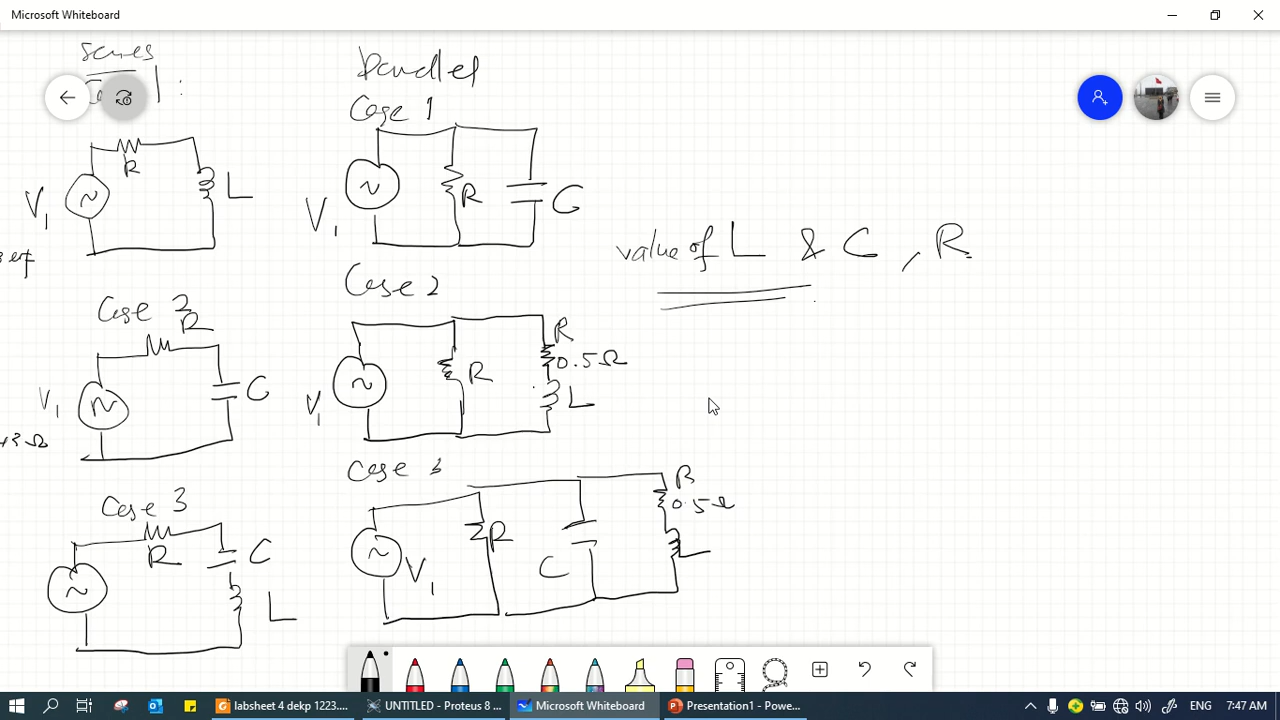 Microsoft Whiteboard
series
parallel
Case 1
R
L
V1
R
C
V1
value of L & C, R.
Case 2
R
C
V1
Case 2
R
0.5Ω
R
L
V1
Case 3
R
C
L
Case 3
R
0.5Ω
R
C
L
V1
labsheet 4 dekp 1223....
UNTITLED - Proteus 8 ...
Microsoft Whiteboard
Presentation1 - Powe...
ENG
7:47 AM